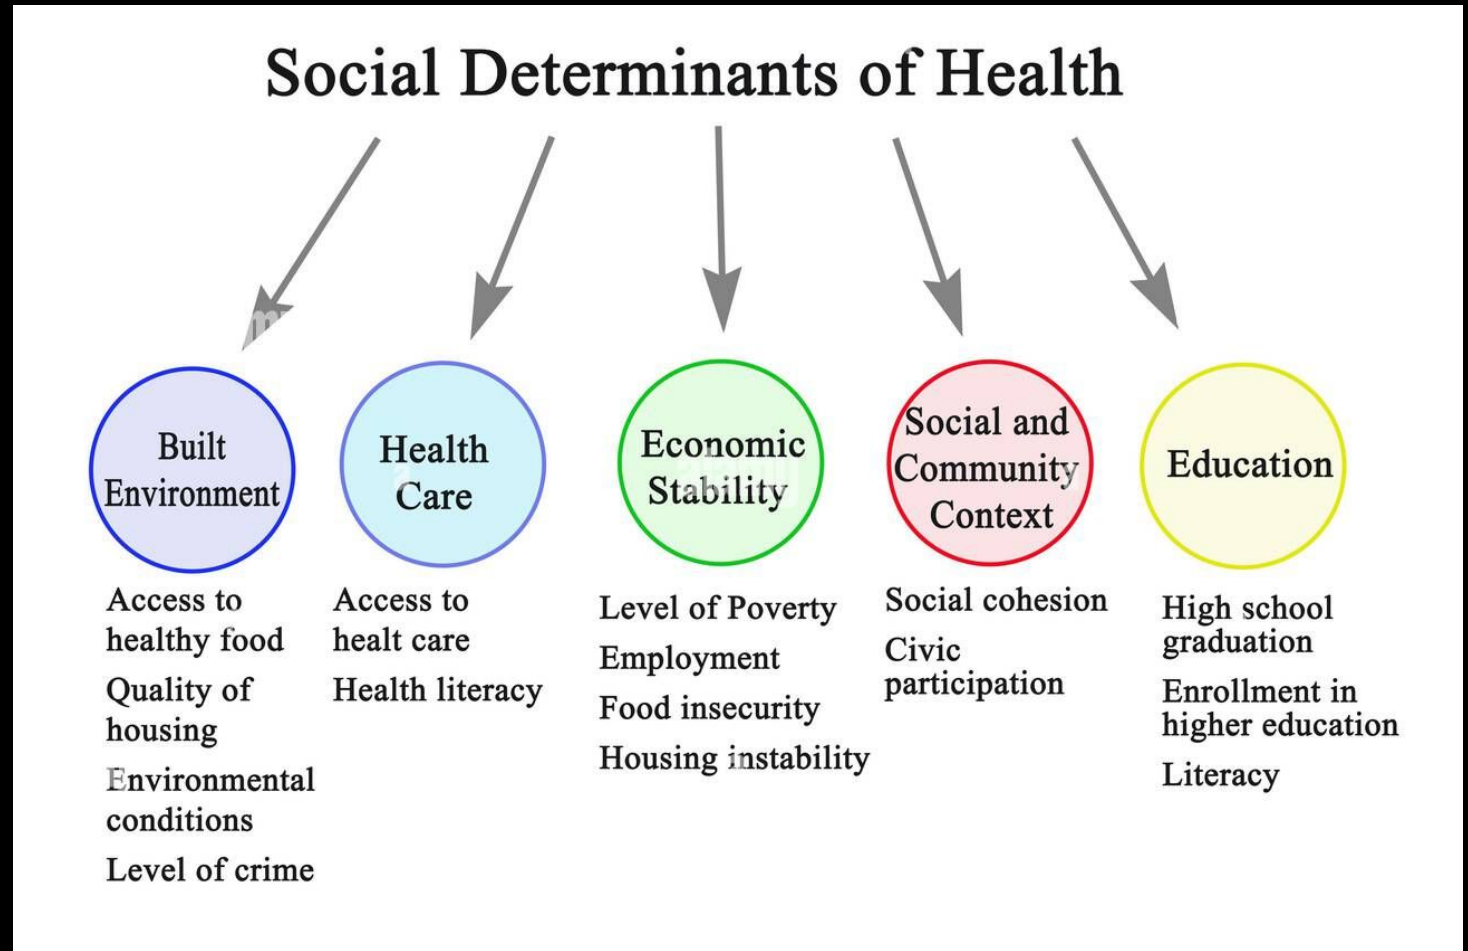 Social Determinants of Health
Built
Environment
Health
Care
Economic
Stability
Social and
Community
Context
Education
Access to
healthy food
Quality of
housing
Environmental
conditions
Level of crime
Access to
healt care
Health literacy
Level of Poverty
Employment
Food insecurity
Housing instability
Social cohesion
Civic
participation
High school
graduation
Enrollment in
higher education
Literacy